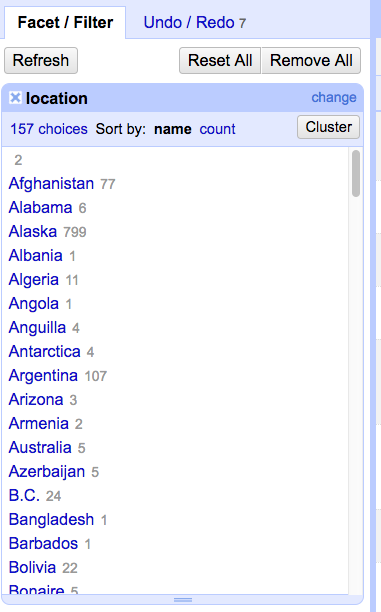 Facet / Filter Undo / Redo 7
Refresh Reset All Remove All
location change
157 choices Sort by: name count Cluster
2
Afghanistan 77
Alabama 6
Alaska 799
Albania 1
Algeria 11
Angola 1
Anguilla 4
Antarctica 4
Argentina 107
Arizona 3
Armenia 2
Australia 5
Azerbaijan 5
B.C. 24
Bangladesh 1
Barbados 1
Bolivia 22
Bonaire 5